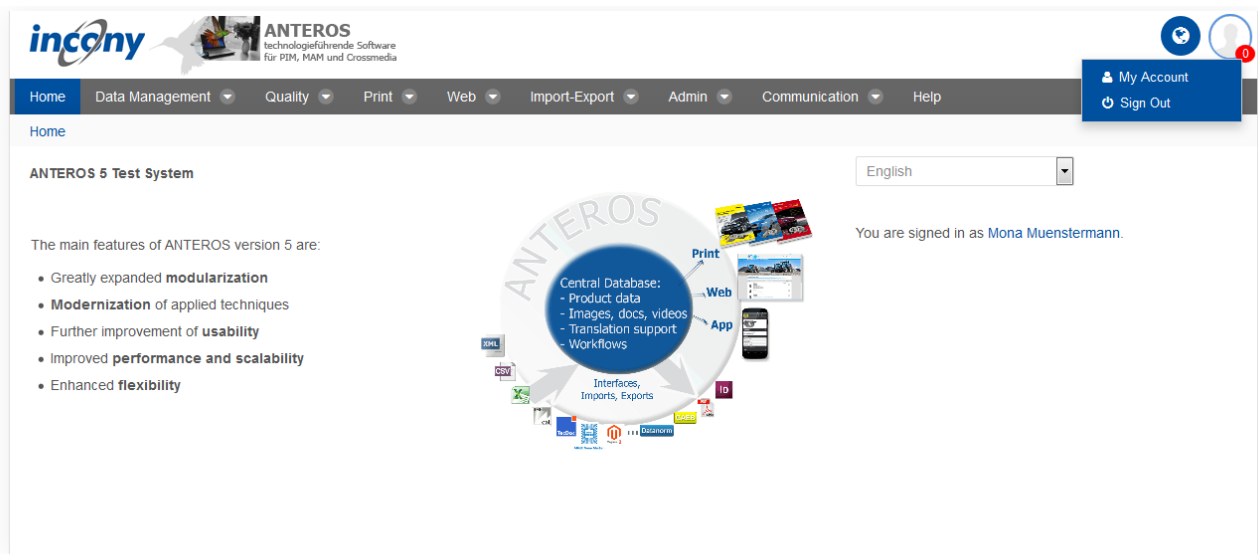 incony
ANTEROS
technologieführende Software
für PIM, MAM und Crossmedia
0
My Account
Sign Out
Home Data Management Quality Print Web Import-Export Admin Communication Help
Home
ANTEROS 5 Test System
English
You are signed in as Mona Muenstermann.
The main features of ANTEROS version 5 are:
• Greatly expanded modularization
• Modernization of applied techniques
• Further improvement of usability
• Improved performance and scalability
• Enhanced flexibility
ANTEROS
Central Database:
- Product data
- Images, docs, videos
- Translation support
- Workflows
Print
Web
App
Interfaces,
Imports, Exports
XML
CSV
TecDoc
Datanorm
ID